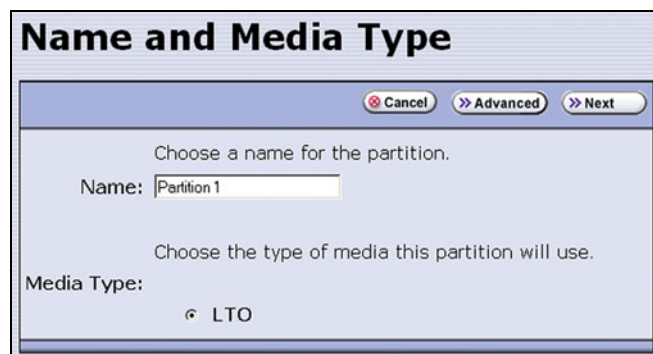 Name and Media Type
Cancel Advanced Next
Choose a name for the partition.
Name: Partition 1
Choose the type of media this partition will use.
Media Type:
LTO